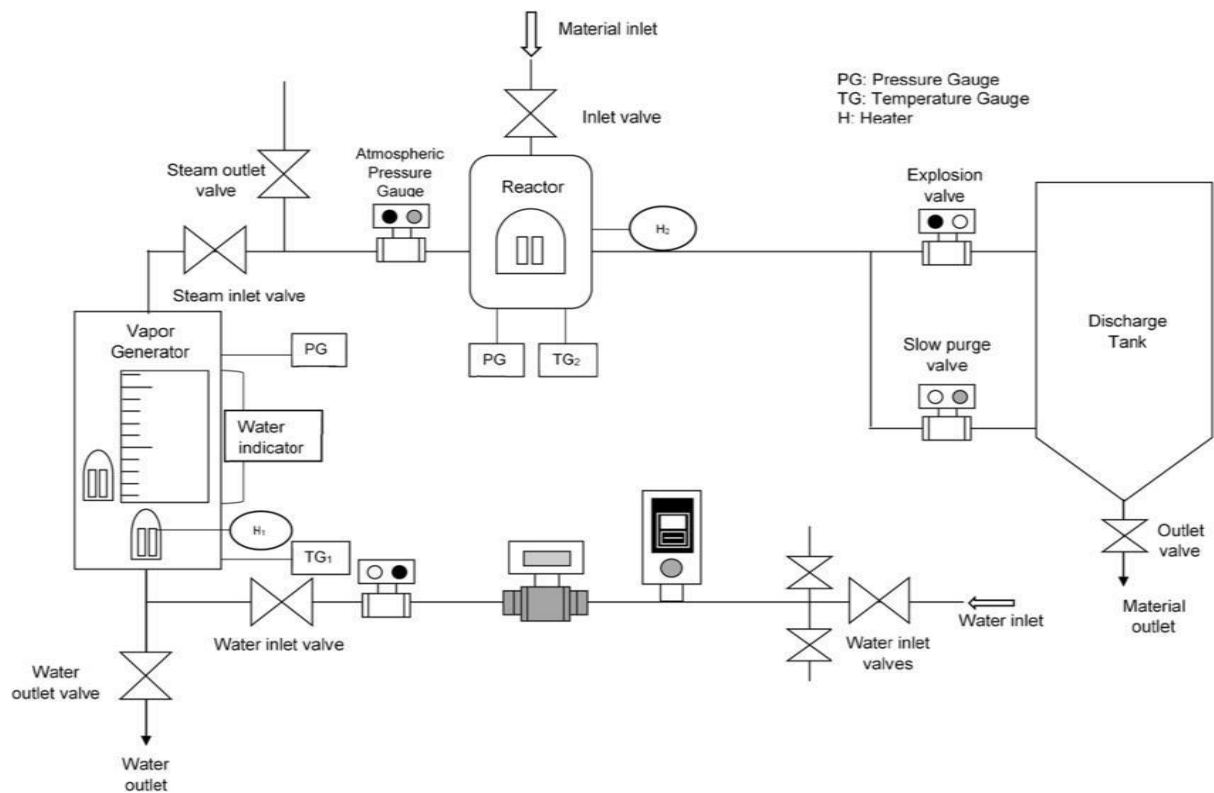 Material inlet
PG: Pressure Gauge
TG: Temperature Gauge
H: Heater
Inlet valve
Steam outlet
valve
Atmospheric
Pressure
Gauge
Reactor
Explosion
valve
H₂
Steam inlet valve
Vapor
Generator
PG
PG
TG₂
Discharge
Tank
Slow purge
valve
Water
indicator
H₁
TG₁
Outlet
valve
Water inlet valve
Water inlet
Water inlet
valves
Material
outlet
Water
outlet valve
Water
outlet